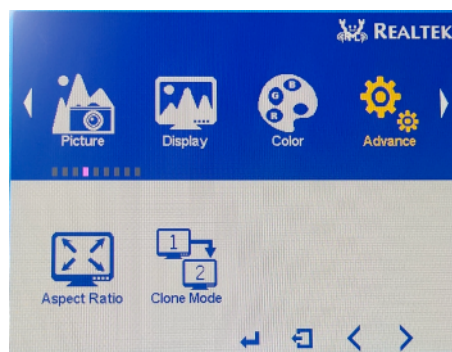 REALTEK
Picture Display Color Advance
G B R
Aspect Ratio Clone Mode
1
2